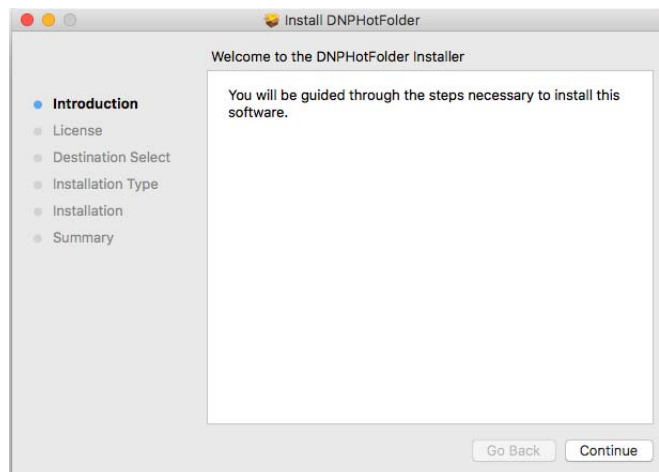 Install DNPHotFolder
Welcome to the DNPHotFolder Installer
Introduction
License
Destination Select
Installation Type
Installation
Summary
You will be guided through the steps necessary to install this
software.
Go Back
Continue